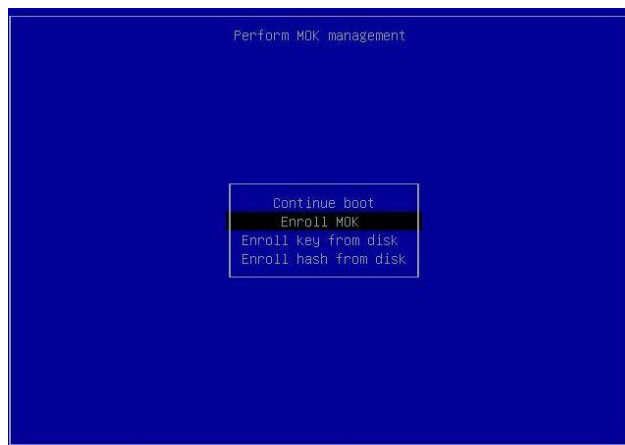 Perform MOK management
Continue boot
Enroll MOK
Enroll key from disk
Enroll hash from disk